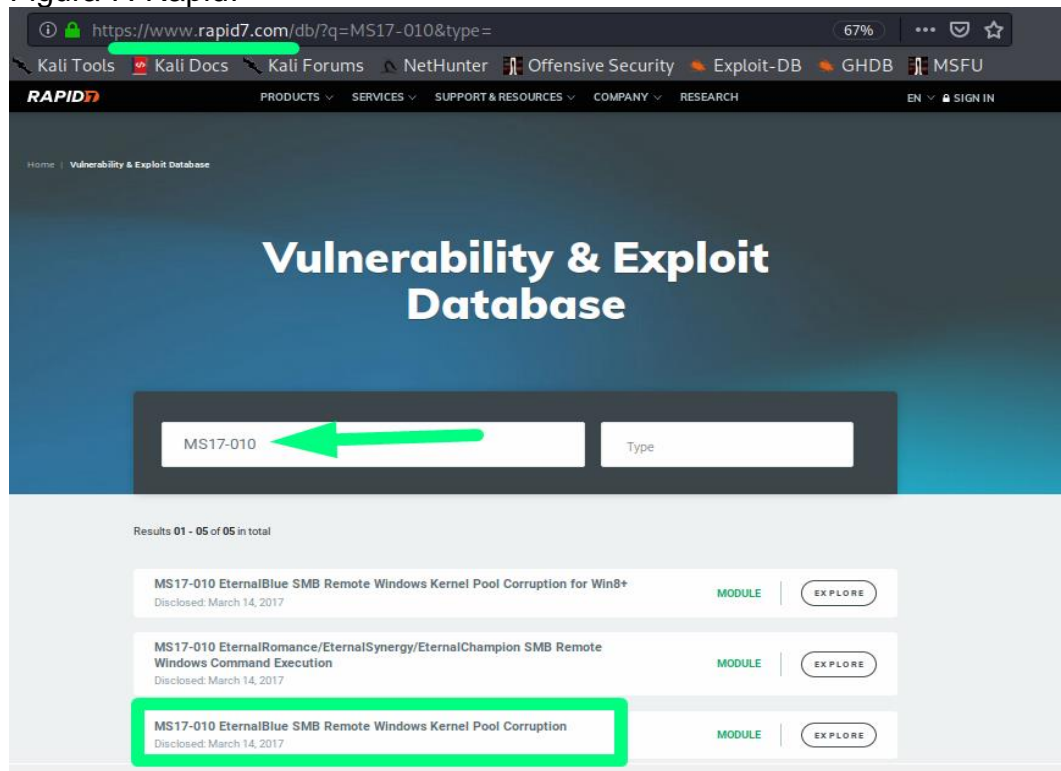 https://www.rapid7.com/db/?q=MS17-010&type= 67%
Kali Tools Kali Docs Kali Forums NetHunter Offensive Security Exploit-DB GHDB MSFU
RAPID7 PRODUCTS SERVICES SUPPORT & RESOURCES COMPANY RESEARCH EN SIGN IN
Home | Vulnerability & Exploit Database
Vulnerability & Exploit
Database
MS17-010 Type
Results 01 - 05 of 05 in total
MS17-010 EternalBlue SMB Remote Windows Kernel Pool Corruption for Win8+
Disclosed: March 14, 2017
MODULE EXPLORE
MS17-010 EternalRomance/EternalSynergy/EternalChampion SMB Remote
Windows Command Execution
Disclosed: March 14, 2017
MODULE EXPLORE
MS17-010 EternalBlue SMB Remote Windows Kernel Pool Corruption
Disclosed: March 14, 2017
MODULE EXPLORE